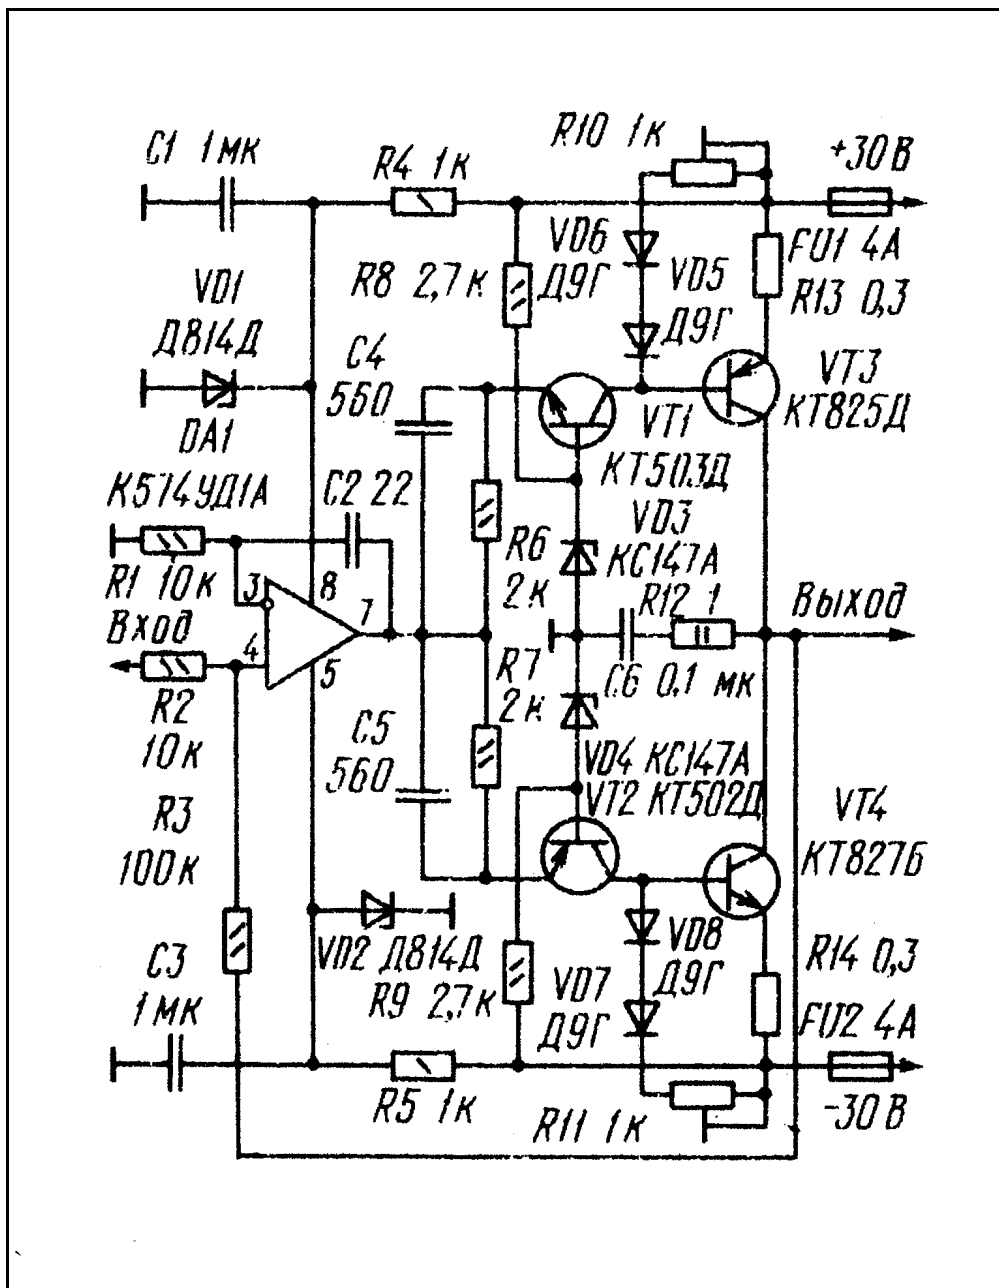 C1 1мк
R4 1к
R10 1к
+30В
VD6
Д9Г
VD5
Д9Г
FU1 4А
R13 0,3
R8 2,7к
VD1
Д814Д
C4
560
VT3
КТ825Д
VT1
КТ503Д
DA1
К574УД1А
C2 22
VD3
КС147А
R6
2к
R1 10к
3
8
7
4
5
Вход
R12 1
Выход
R2
10к
R7
2к
C6 0,1 мк
C5
560
VD4 КС147А
VT2 КТ502Д
R3
100к
VT4
КТ827Б
VD2 Д814Д
R9 2,7к
VD8
Д9Г
VD7
Д9Г
R14 0,3
FU2 4А
C3
1мк
R5 1к
R11 1к
-30В